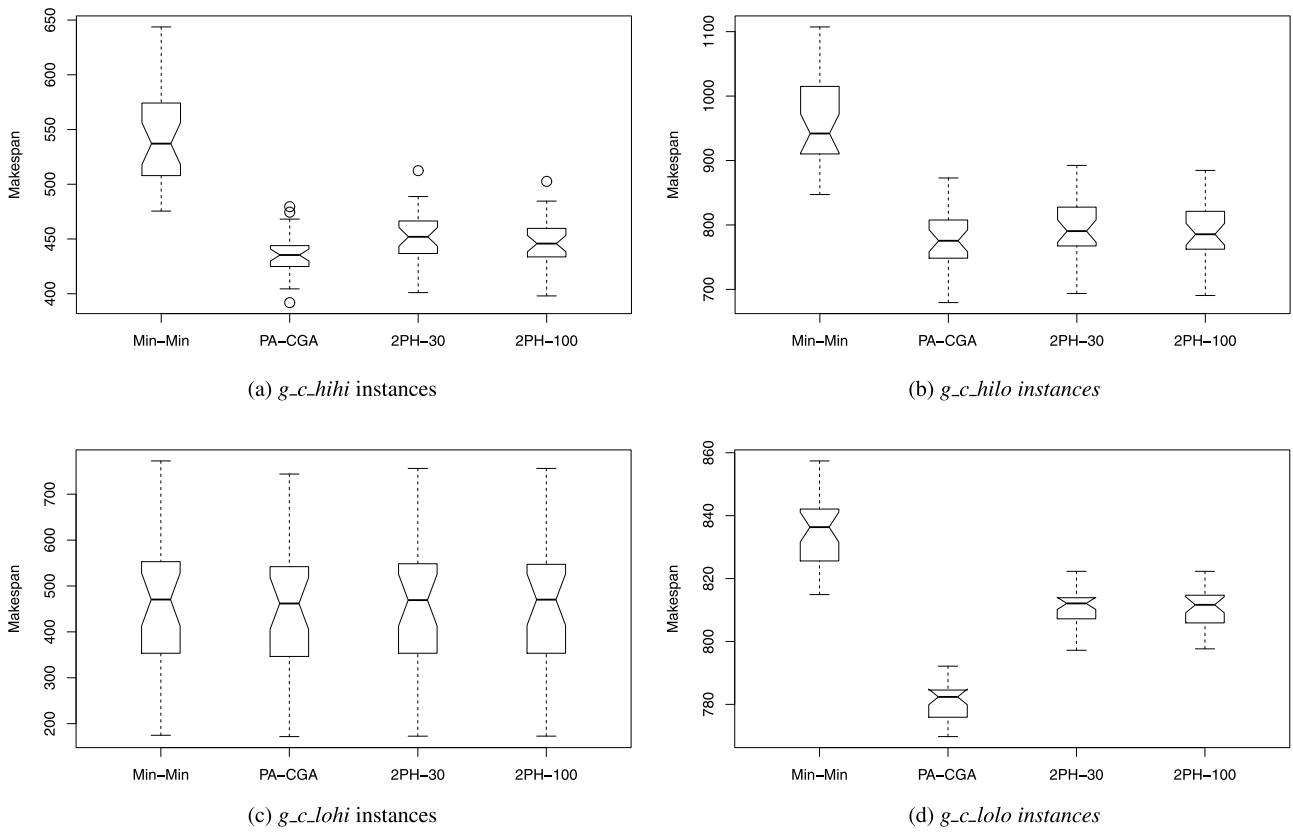 Makespan
650
600
550
500
450
400
Min−Min PA−CGA 2PH−30 2PH−100
(a) g_c_hihi instances
Makespan
1100
1000
900
800
700
Min−Min PA−CGA 2PH−30 2PH−100
(b) g_c_hilo instances
Makespan
700
600
500
400
300
200
Min−Min PA−CGA 2PH−30 2PH−100
(c) g_c_lohi instances
Makespan
860
840
820
800
780
Min−Min PA−CGA 2PH−30 2PH−100
(d) g_c_lolo instances